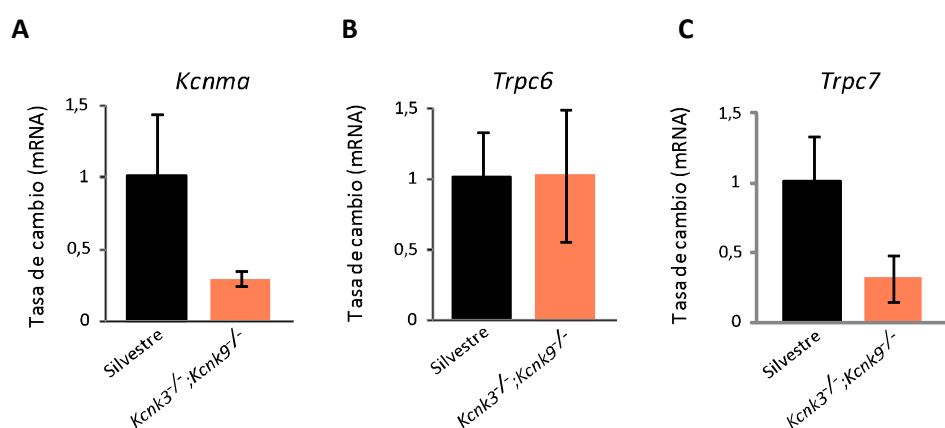 A
Kcnma
Tasa de cambio (mRNA)
1,5
1
0,5
0
Silvestre
Kcnk3-/-;Kcnk9-/-
B
Trpc6
Tasa de cambio (mRNA)
1,5
1
0,5
0
Silvestre
Kcnk3-/-;Kcnk9-/-
C
Trpc7
Tasa de cambio (mRNA)
1,5
1
0,5
0
Silvestre
Kcnk3-/-;Kcnk9-/-